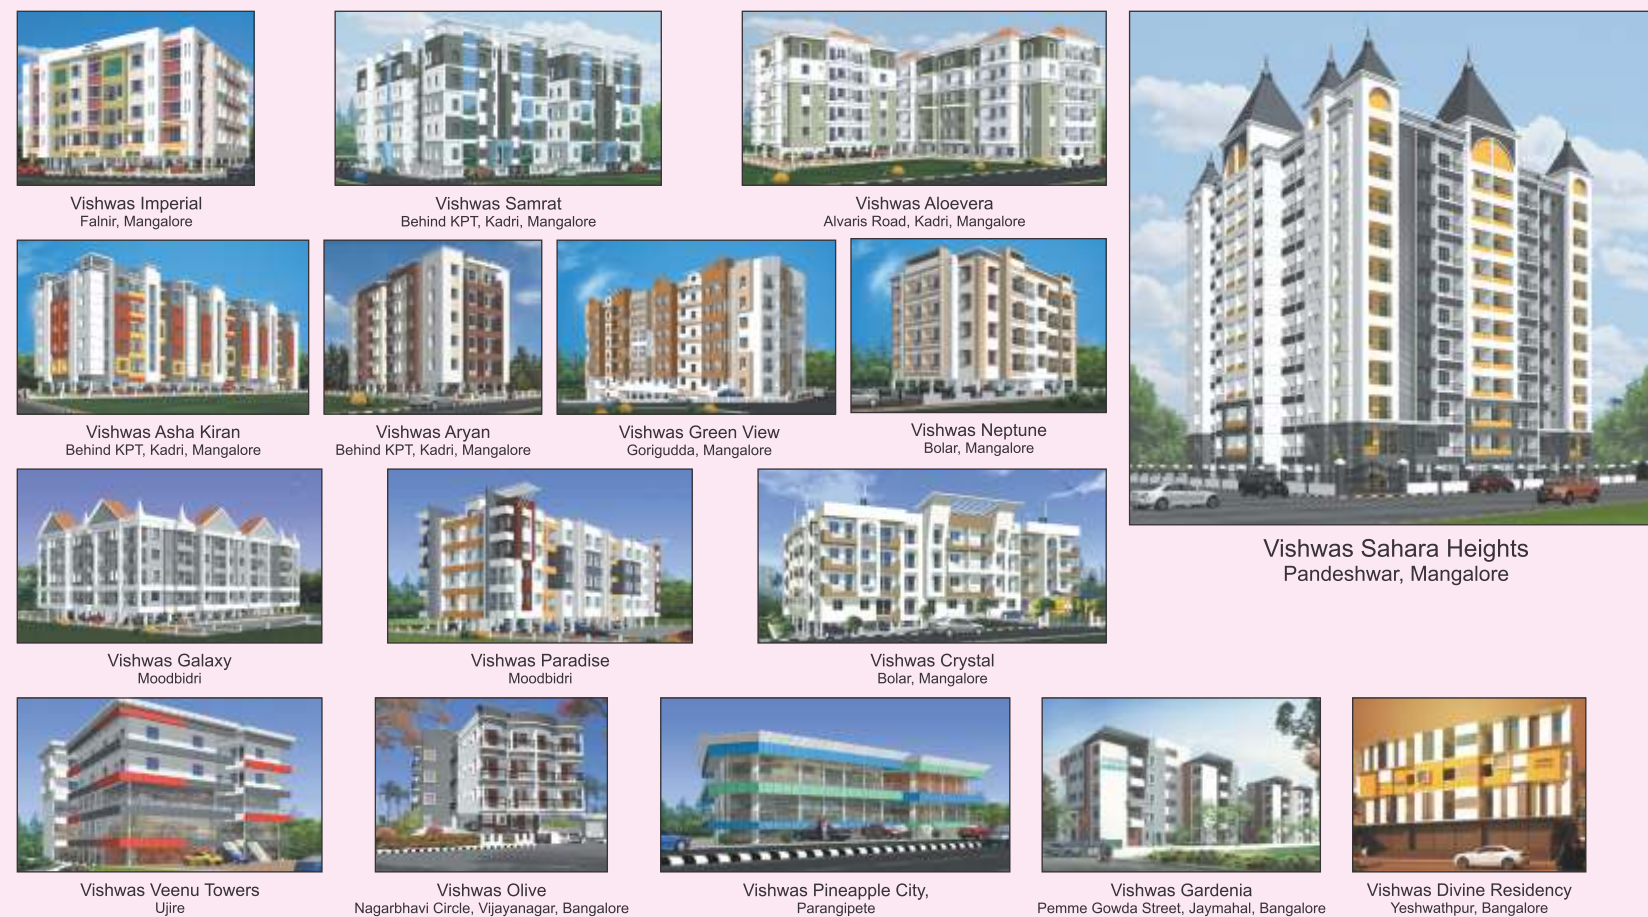 Vishwas Imperial
Falnir, Mangalore
Vishwas Samrat
Behind KPT, Kadri, Mangalore
Vishwas Aloevera
Alvaris Road, Kadri, Mangalore
Vishwas Asha Kiran
Behind KPT, Kadri, Mangalore
Vishwas Aryan
Behind KPT, Kadri, Mangalore
Vishwas Green View
Gorigudda, Mangalore
Vishwas Neptune
Bolar, Mangalore
Vishwas Sahara Heights
Pandeshwar, Mangalore
Vishwas Galaxy
Moodbidri
Vishwas Paradise
Moodbidri
Vishwas Crystal
Bolar, Mangalore
Vishwas Veenu Towers
Ujire
Vishwas Olive
Nagarbhavi Circle, Vijayanagar, Bangalore
Vishwas Pineapple City,
Parangipete
Vishwas Gardenia
Pemme Gowda Street, Jaymahal, Bangalore
Vishwas Divine Residency
Yeshwathpur, Bangalore